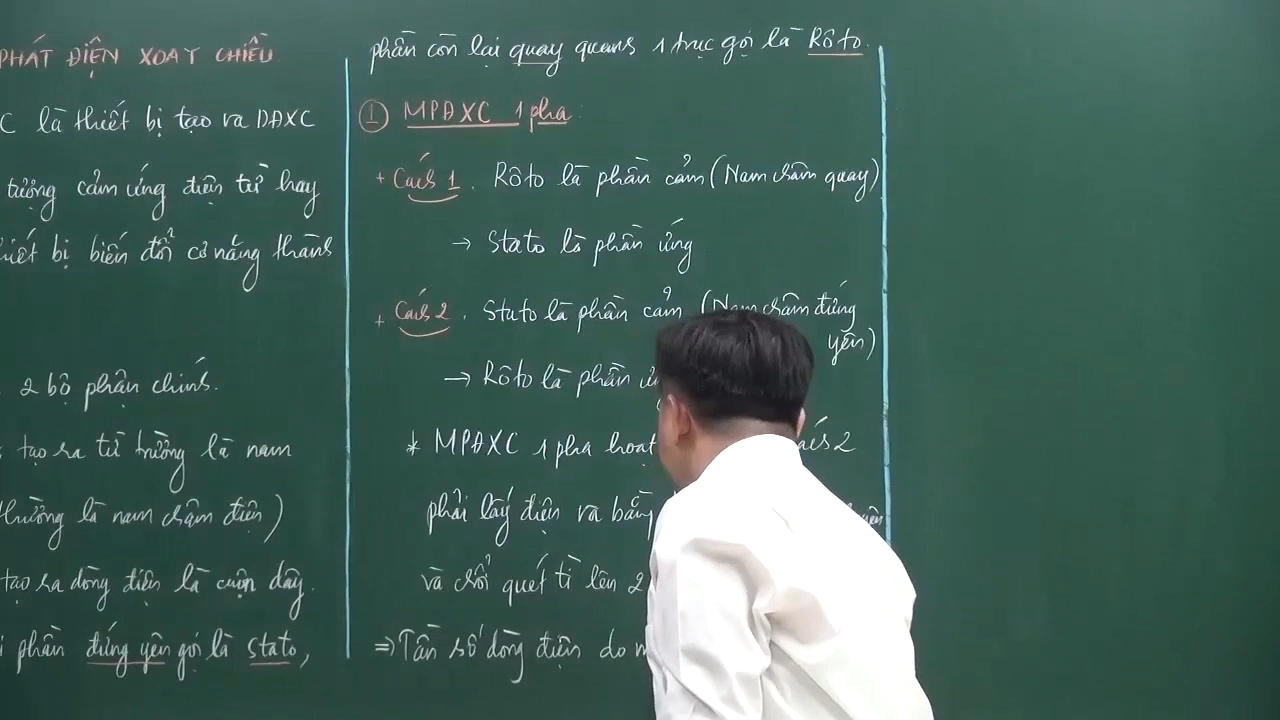 PHÁT ĐIỆN XOAY CHIỀU
C là thiết bị tạo ra DĐXC
tượng cảm ứng điện từ hay
thiết bị biến đổi cơ năng thành
2 bộ phận chính.
tạo ra từ trường là nam
thường là nam châm điện)
tạo ra dòng điện là cuộn dây.
phần đứng yên gọi là Stato,
phần còn lại quay quanh 1 trục gọi là Rôto.
① MPĐXC 1 pha:
+ Cách 1. Rôto là phần cảm (Nam châm quay)
→ Stato là phần ứng
+ Cách 2. Stato là phần cảm (Nam châm đứng
yên)
→ Rôto là phần
* MPĐXC 1 pha hoạt cách 2
phải lấy điện ra bằng
và chổi quét tì lên 2
⇒ Tần số dòng điện do